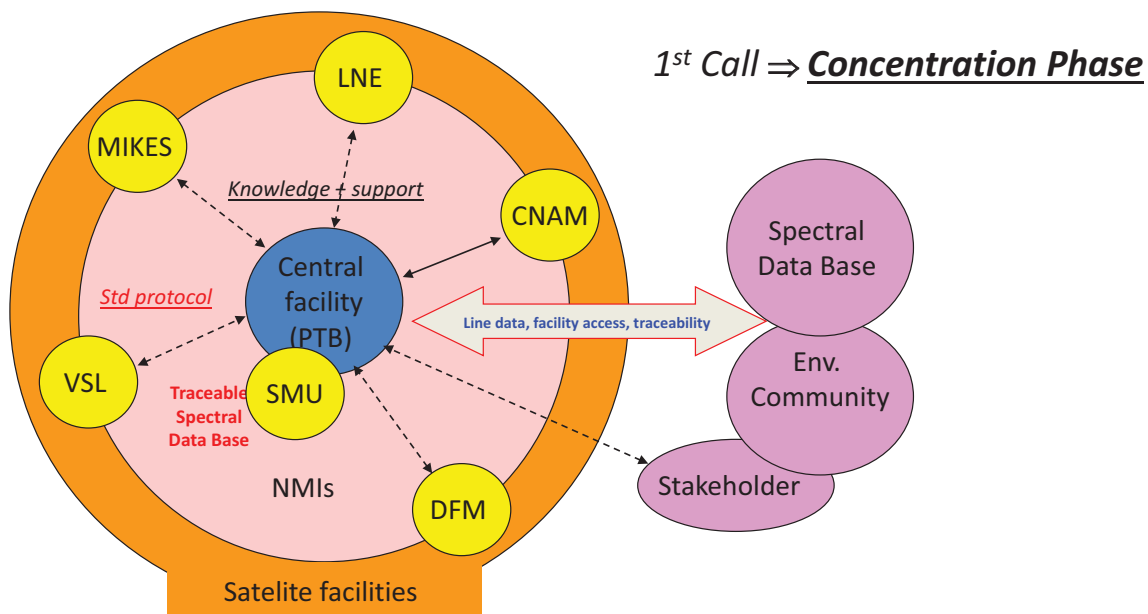 1st Call ⇒ Concentration Phase
LNE
MIKES
Knowledge + support
CNAM
Central
facility
(PTB)
Std protocol
Line data, facility access, traceability
Spectral
Data Base
Env.
Community
Stakeholder
VSL
SMU
Traceable
Spectral
Data Base
NMIs
DFM
Satelite facilities